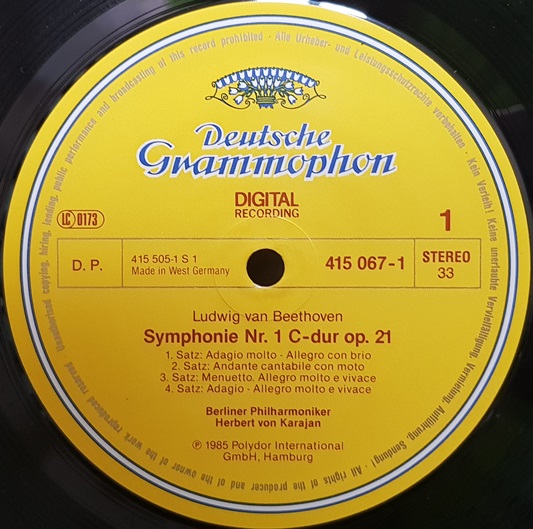 Deutsche
Grammophon
DIGITAL
RECORDING
LC 0173
1
D. P.
415 505-1 S 1
Made in West Germany
415 067-1
STEREO
33
Ludwig van Beethoven
Symphonie Nr. 1 C-dur op. 21
1. Satz: Adagio molto - Allegro con brio
2. Satz: Andante cantabile con moto
3. Satz: Menuetto. Allegro molto e vivace
4. Satz: Adagio - Allegro molto e vivace
Berliner Philharmoniker
Herbert von Karajan
℗ 1985 Polydor International
GmbH, Hamburg
Alle Urheber- und Leistungsschutzrechte vorbehalten · Kein Verleih! Keine unerlaubte Vervielfältigung, Vermietung, Aufführung, Sendung! · All rights of the producer and of the owner of the work reproduced reserved · Unauthorised copying, hiring, lending, public performance and broadcasting of this record prohibited ·